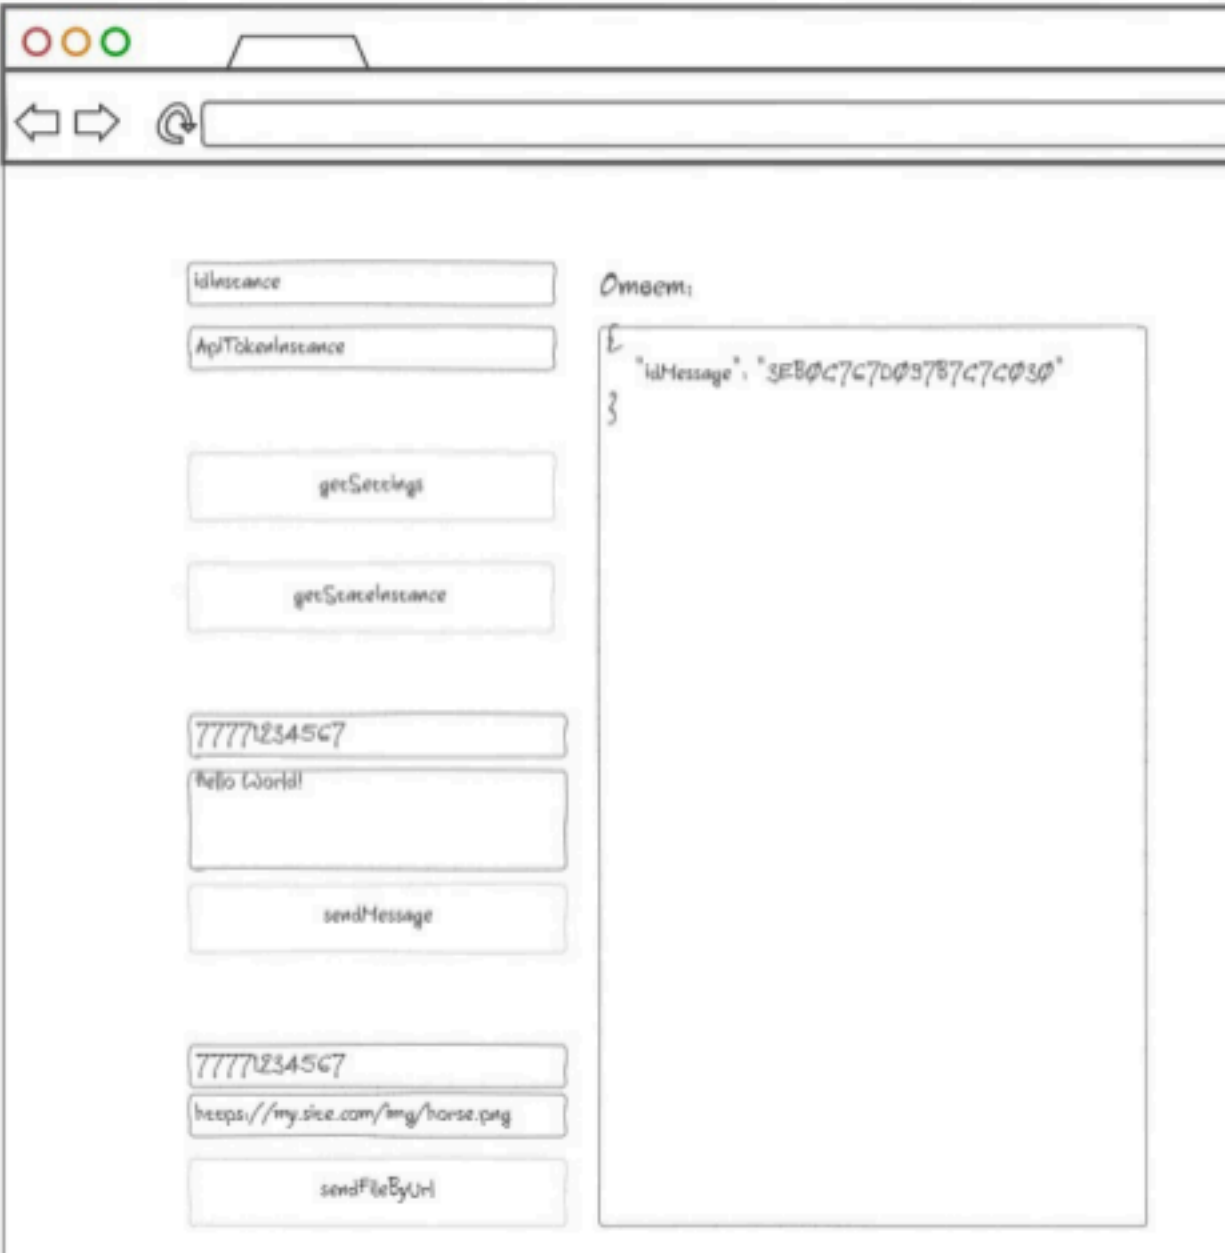 idInstance
ApiTokenInstance
getSettings
getStateInstance
77771234567
Hello World!
sendMessage
77771234567
https://my.site.com/img/horse.png
sendFileByUrl
Ответ:
{
"idMessage": "3EB0C767D097B7C7C030"
}